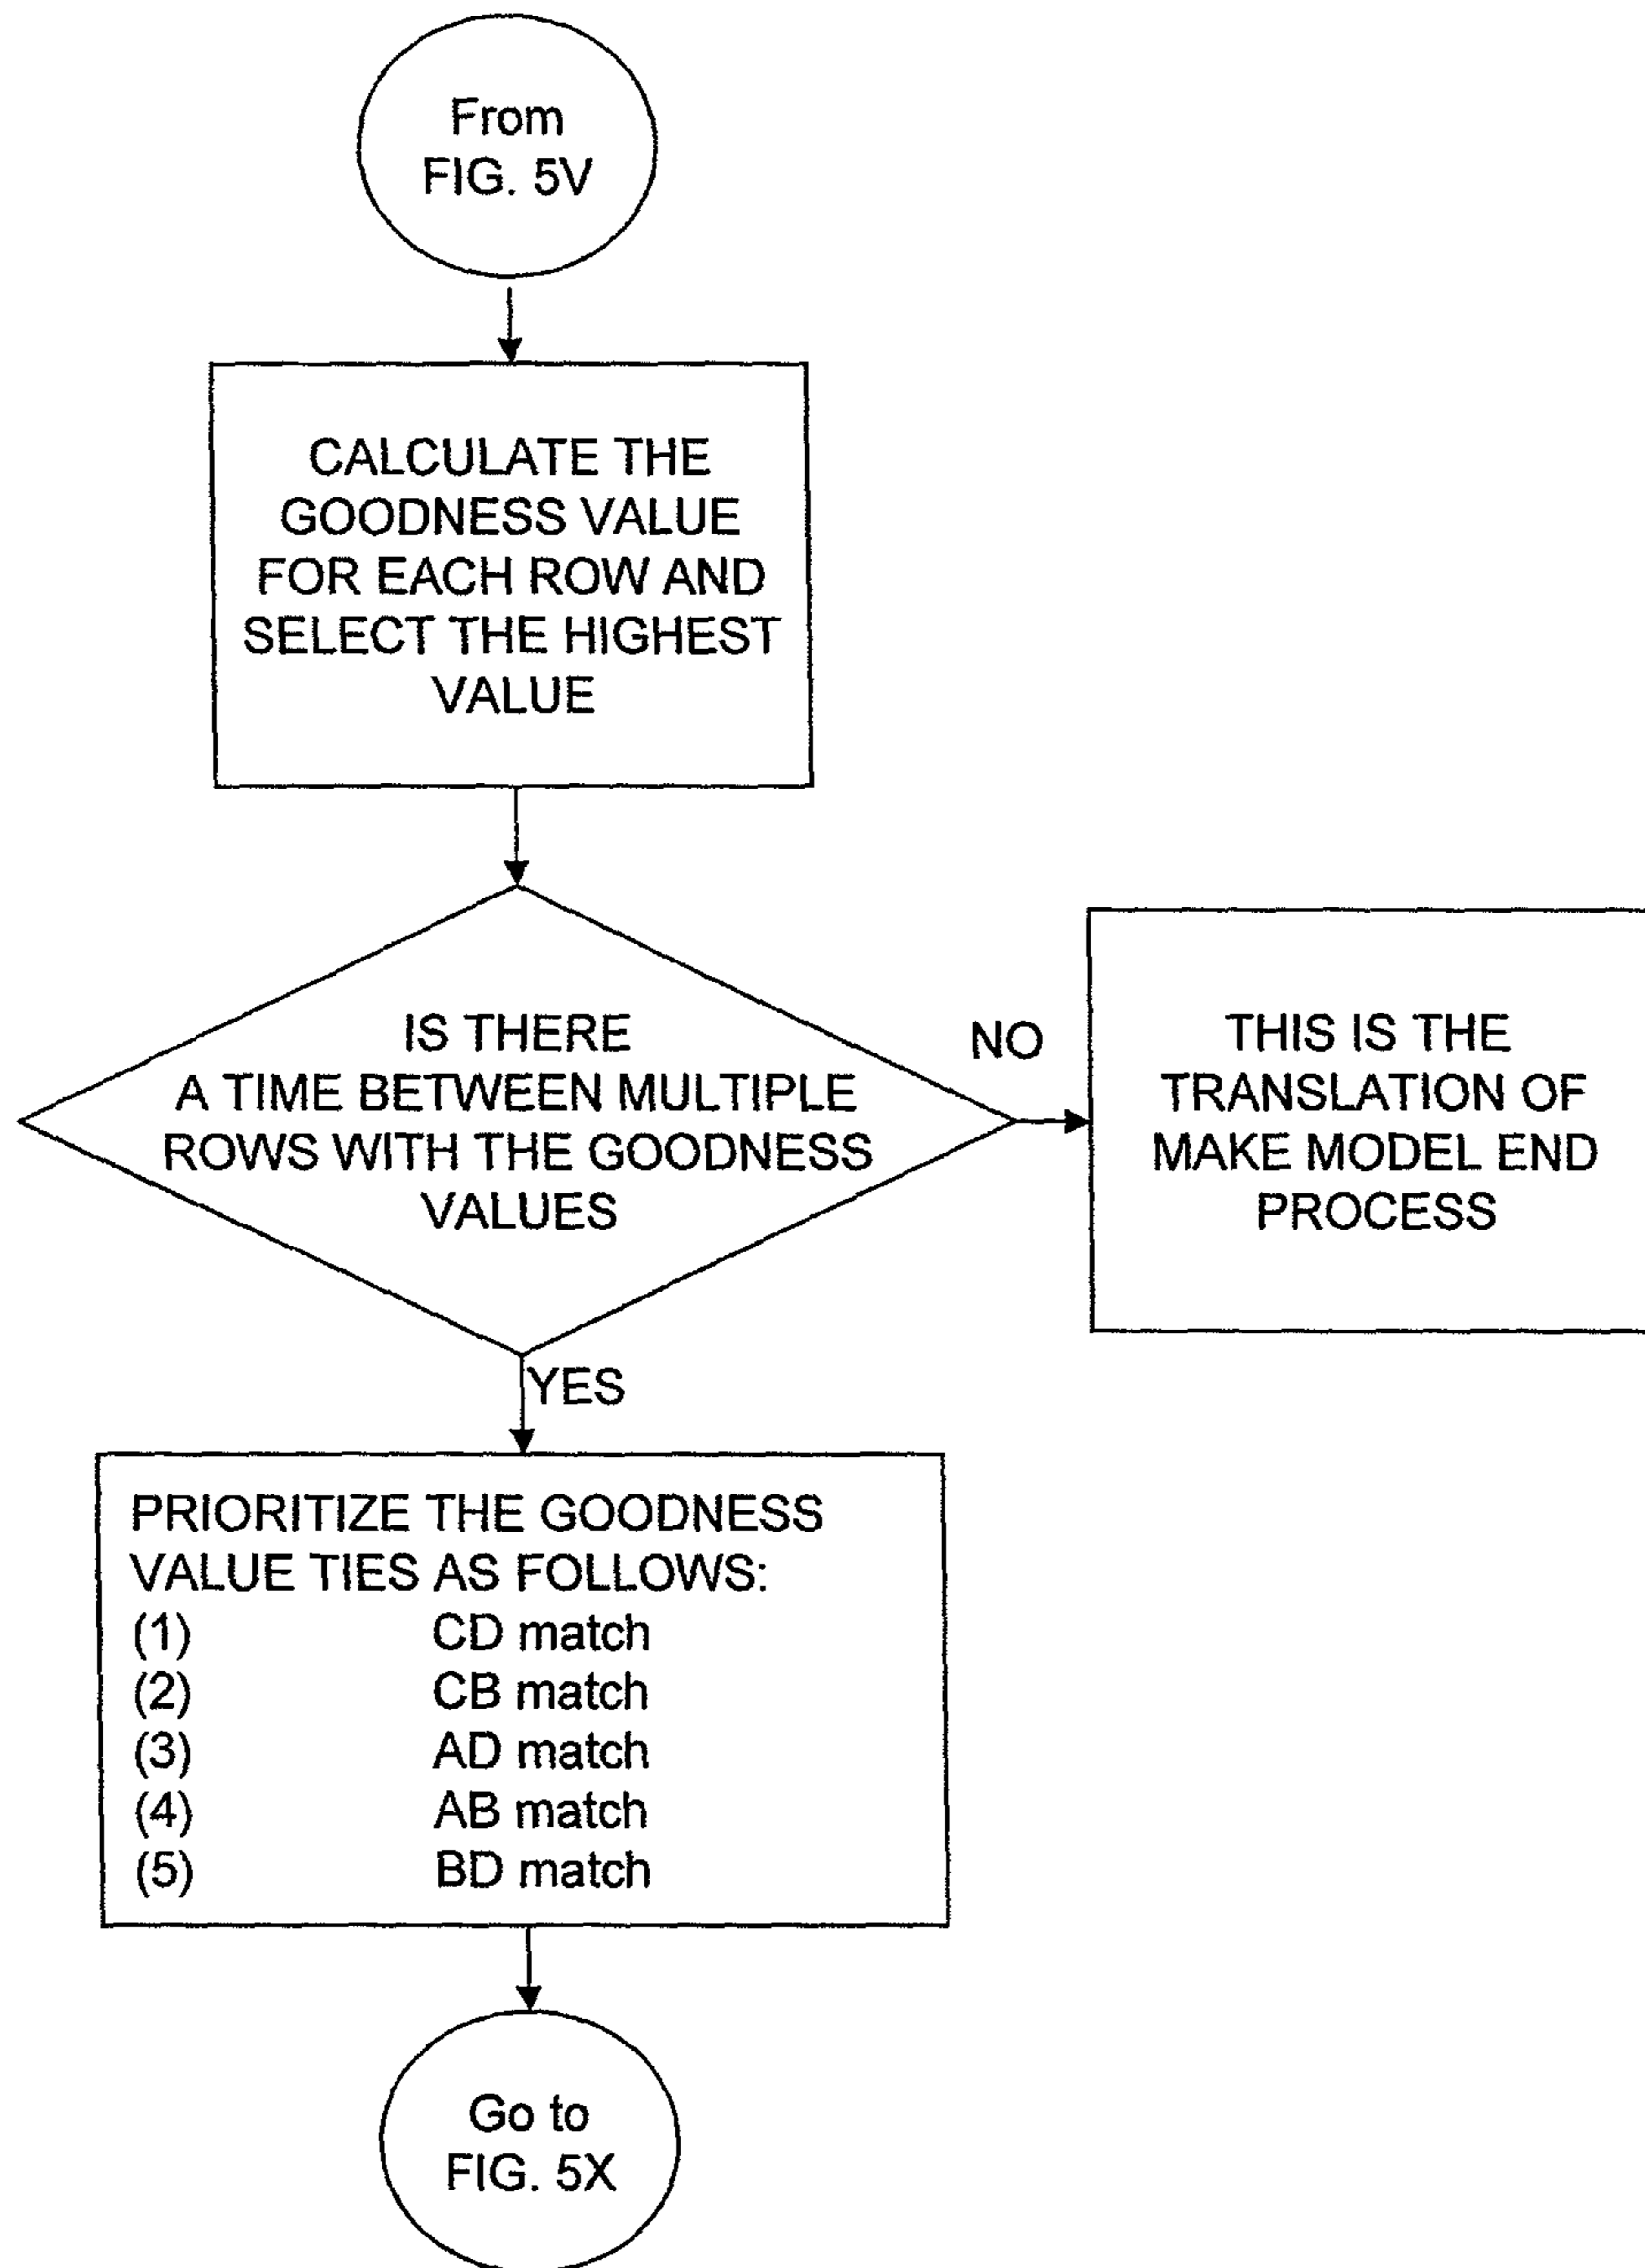 From
FIG. 5V
CALCULATE THE
GOODNESS VALUE
FOR EACH ROW AND
SELECT THE HIGHEST
VALUE
IS THERE
A TIME BETWEEN MULTIPLE
ROWS WITH THE GOODNESS
VALUES
NO
THIS IS THE
TRANSLATION OF
MAKE MODEL END
PROCESS
YES
PRIORITIZE THE GOODNESS
VALUE TIES AS FOLLOWS:
(1) CD match
(2) CB match
(3) AD match
(4) AB match
(5) BD match
Go to
FIG. 5X